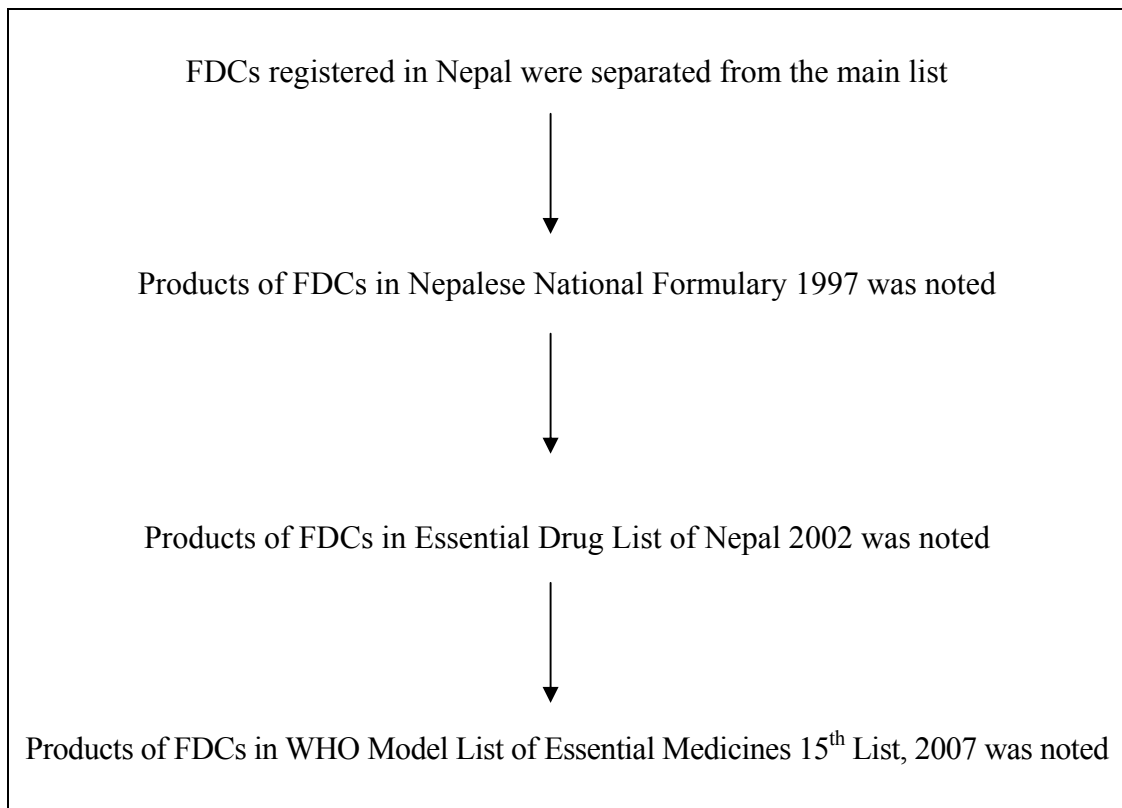 FDCs registered in Nepal were separated from the main list
Products of FDCs in Nepalese National Formulary 1997 was noted
Products of FDCs in Essential Drug List of Nepal 2002 was noted
Products of FDCs in WHO Model List of Essential Medicines 15th List, 2007 was noted